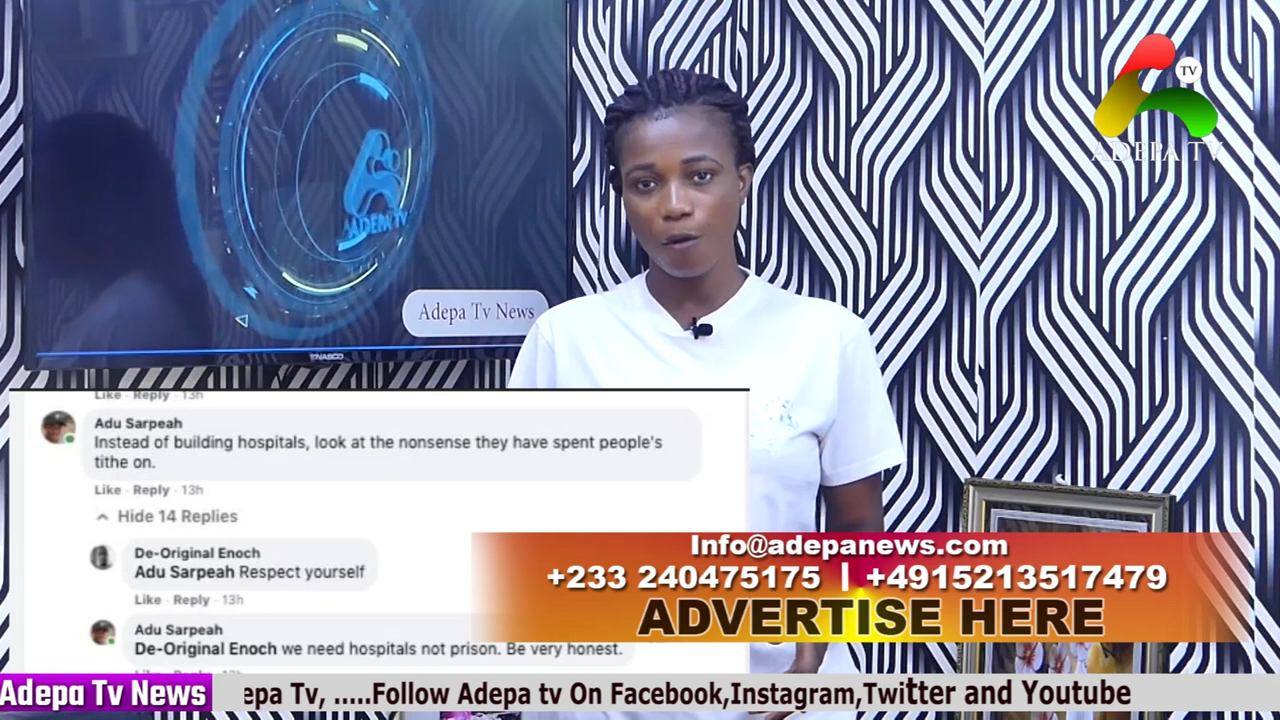 TV
ADEPA TV
ADEPA TV
Adepa Tv News
NASCO
Like · Reply · 13h
Adu Sarpeah
Instead of building hospitals, look at the nonsense they have spent people's
tithe on.
Like · Reply · 13h
Hide 14 Replies
De-Original Enoch
Adu Sarpeah Respect yourself
Like · Reply · 13h
Adu Sarpeah
De-Original Enoch we need hospitals not prison. Be very honest.
Info@adepanews.com
+233 240475175 | +4915213517479
ADVERTISE HERE
Adepa Tv News
epa Tv, .....Follow Adepa tv On Facebook,Instagram,TwiTter and Youtube